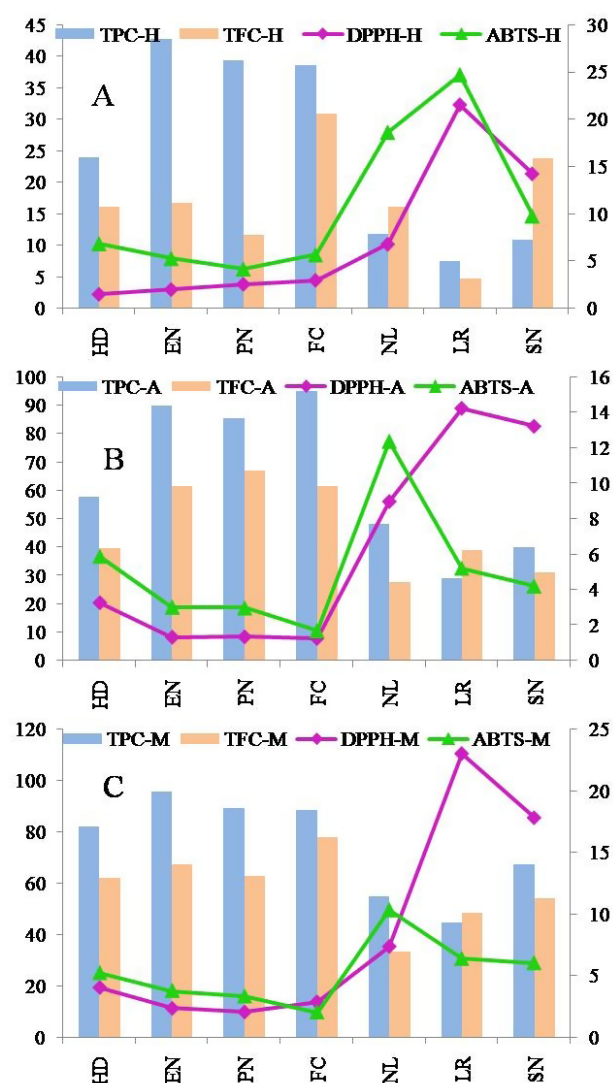 TPC-H TFC-H DPPH-H ABTS-H
A
45 40 35 30 25 20 15 10 5 0
30 25 20 15 10 5 0
HD EN PN FC NL LR SN
TPC-A TFC-A DPPH-A ABTS-A
B
100 90 80 70 60 50 40 30 20 10 0
16 14 12 10 8 6 4 2 0
HD EN PN FC NL LR SN
TPC-M TFC-M DPPH-M ABTS-M
C
120 100 80 60 40 20 0
25 20 15 10 5 0
HD EN PN FC NL LR SN